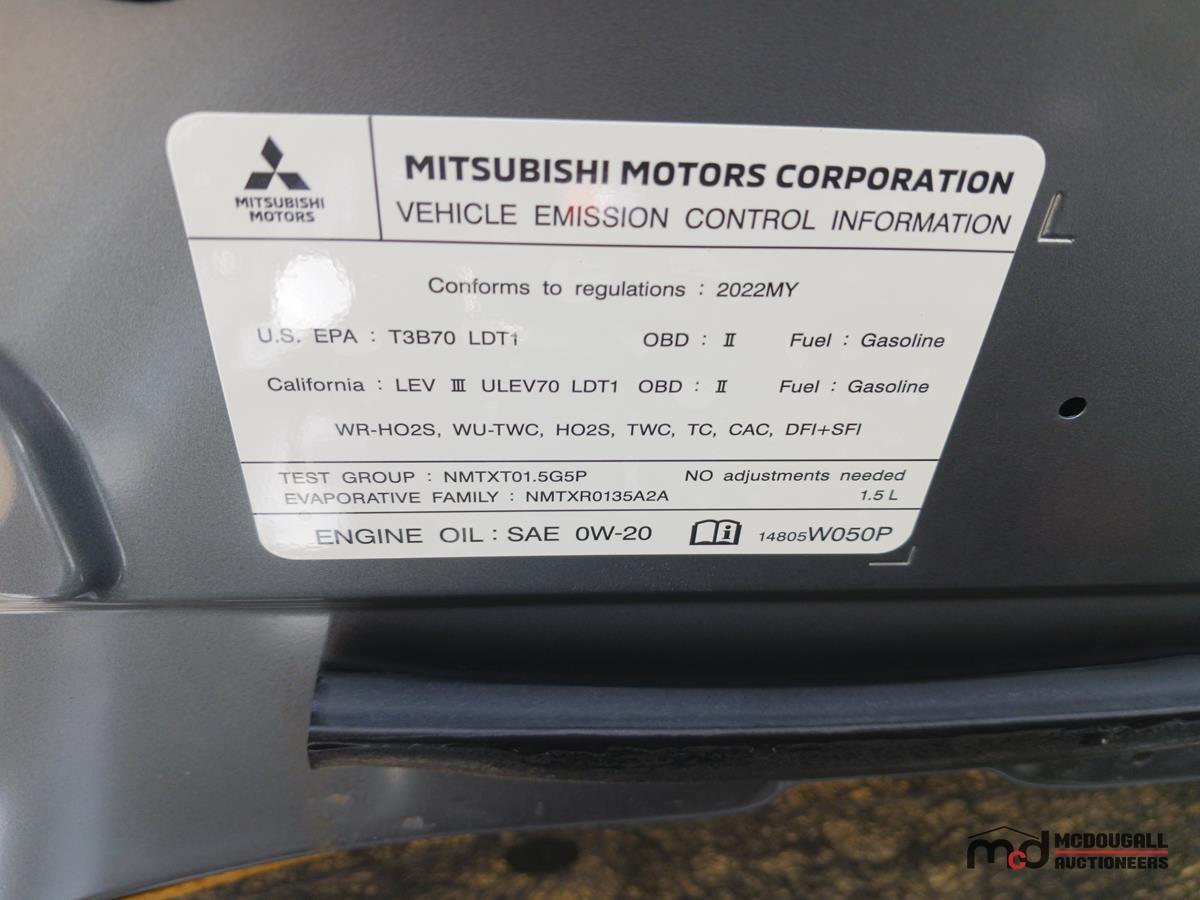 MITSUBISHI
MOTORS
MITSUBISHI MOTORS CORPORATION
VEHICLE EMISSION CONTROL INFORMATION
Conforms to regulations : 2022MY
U.S. EPA : T3B70 LDT1 OBD : Ⅱ Fuel : Gasoline
California : LEV Ⅲ ULEV70 LDT1 OBD : Ⅱ Fuel : Gasoline
WR-HO2S, WU-TWC, HO2S, TWC, TC, CAC, DFI+SFI
TEST GROUP : NMTXT01.5G5P NO adjustments needed
EVAPORATIVE FAMILY : NMTXR0135A2A 1.5 L
ENGINE OIL : SAE 0W-20 i 14805W050P
mcd MCDOUGALL
AUCTIONEERS